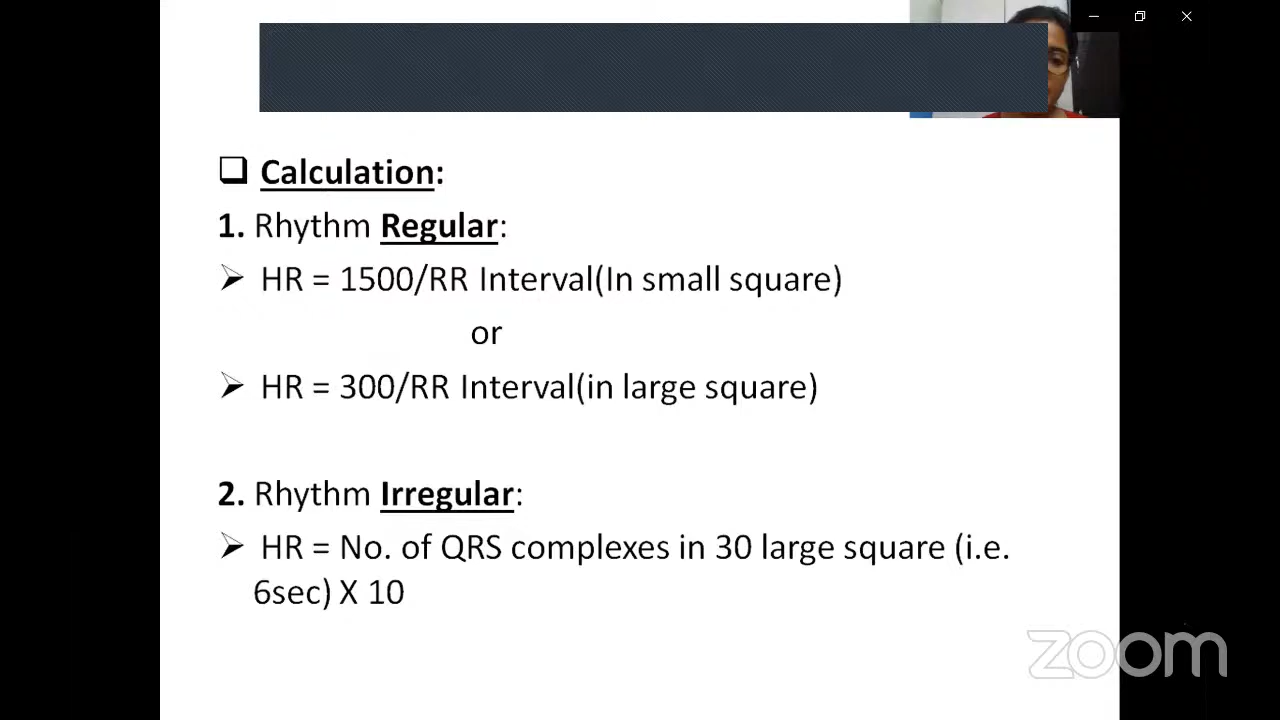 ❑ Calculation:
1. Rhythm Regular:
➢ HR = 1500/RR Interval(In small square)
or
➢ HR = 300/RR Interval(in large square)
2. Rhythm Irregular:
➢ HR = No. of QRS complexes in 30 large square (i.e.
6sec) X 10
zoom